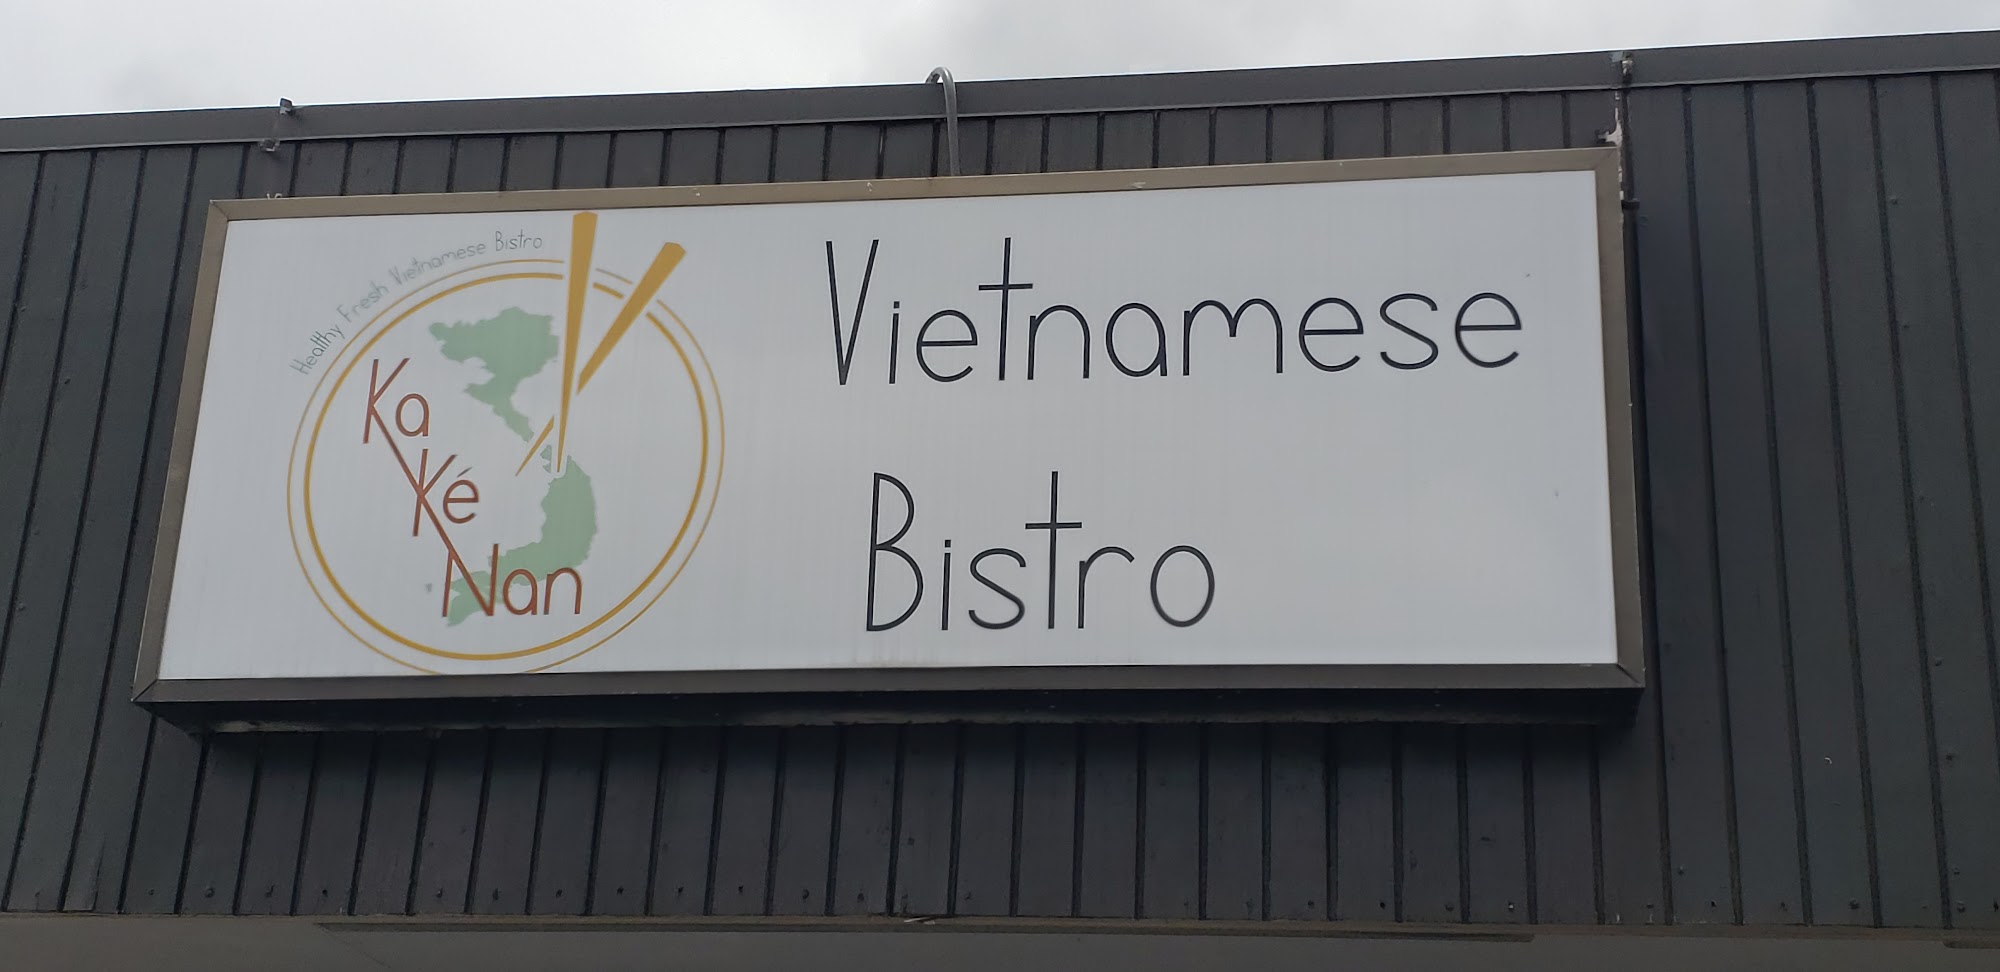 Healthy Fresh Vietnamese Bistro
Ka
Ké
Nan
Vietnamese
Bistro